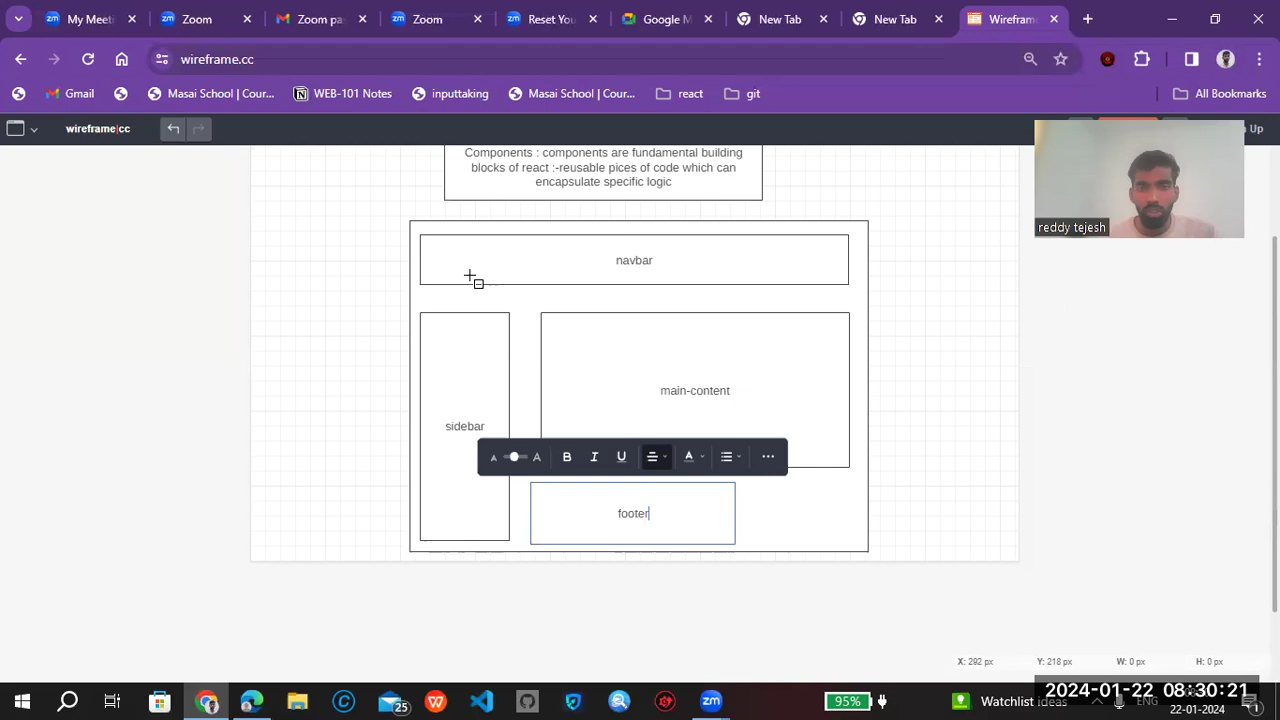 My Meeti
Zoom
Zoom pa
Zoom
Reset You
Google M
New Tab
New Tab
Wirefram
wireframe.cc
Gmail
Masai School | Cour...
WEB-101 Notes
inputtaking
Masai School | Cour...
react
git
All Bookmarks
wireframe|cc
n Up
reddy tejesh
Components : components are fundamental building
blocks of react :-reusable pices of code which can
encapsulate specific logic
navbar
main-content
sidebar
A A B I U A
footer
X: 292 px Y: 218 px W: 0 px H: 0 px
25
95%
Watchlist ideas
ENG
2024-01-22 08:30:21
22-01-2024